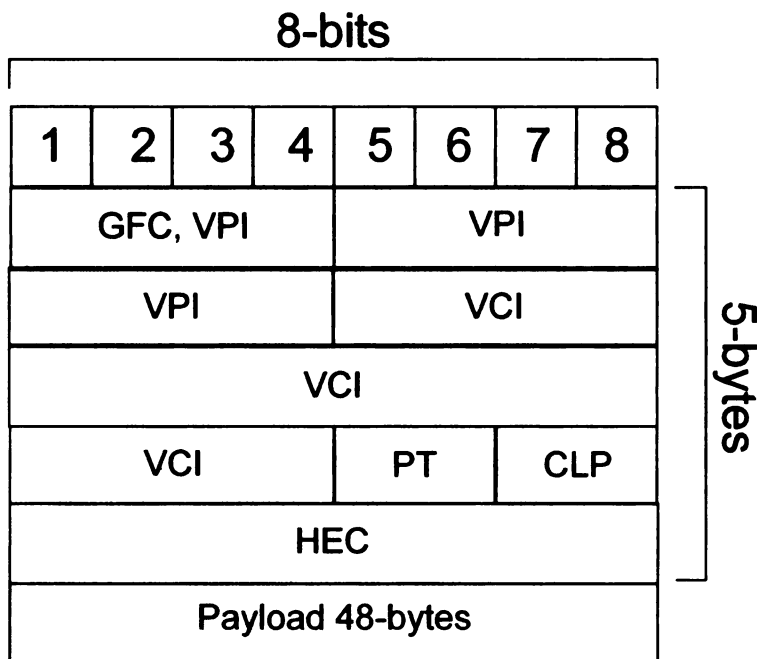 8-bits
1 2 3 4 5 6 7 8
GFC, VPI VPI
VPI VCI
VCI
VCI PT CLP
HEC
Payload 48-bytes
5-bytes